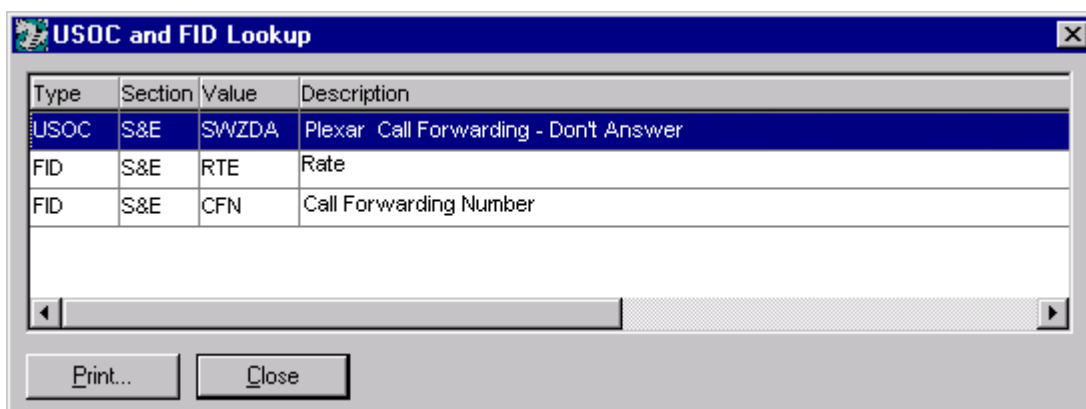 USOC and FID Lookup
Type Section Value Description
USOC S&E SWZDA Plexar Call Forwarding - Don't Answer
FID S&E RTE Rate
FID S&E CFN Call Forwarding Number
Print... Close